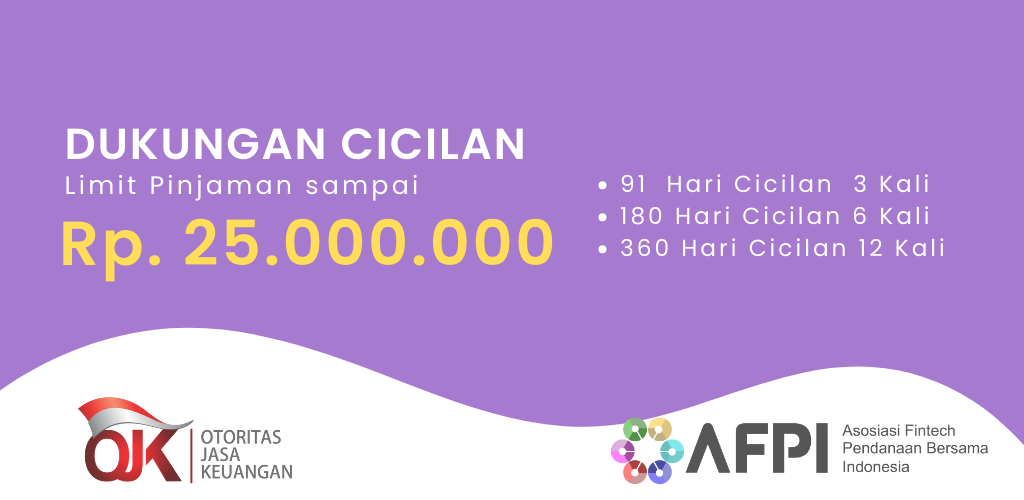 DUKUNGAN CICILAN
Limit Pinjaman sampai
Rp. 25.000.000
• 91 Hari Cicilan 3 Kali
• 180 Hari Cicilan 6 Kali
• 360 Hari Cicilan 12 Kali
OJK
OTORITAS
JASA
KEUANGAN
AFPI
Asosiasi Fintech
Pendanaan Bersama
Indonesia